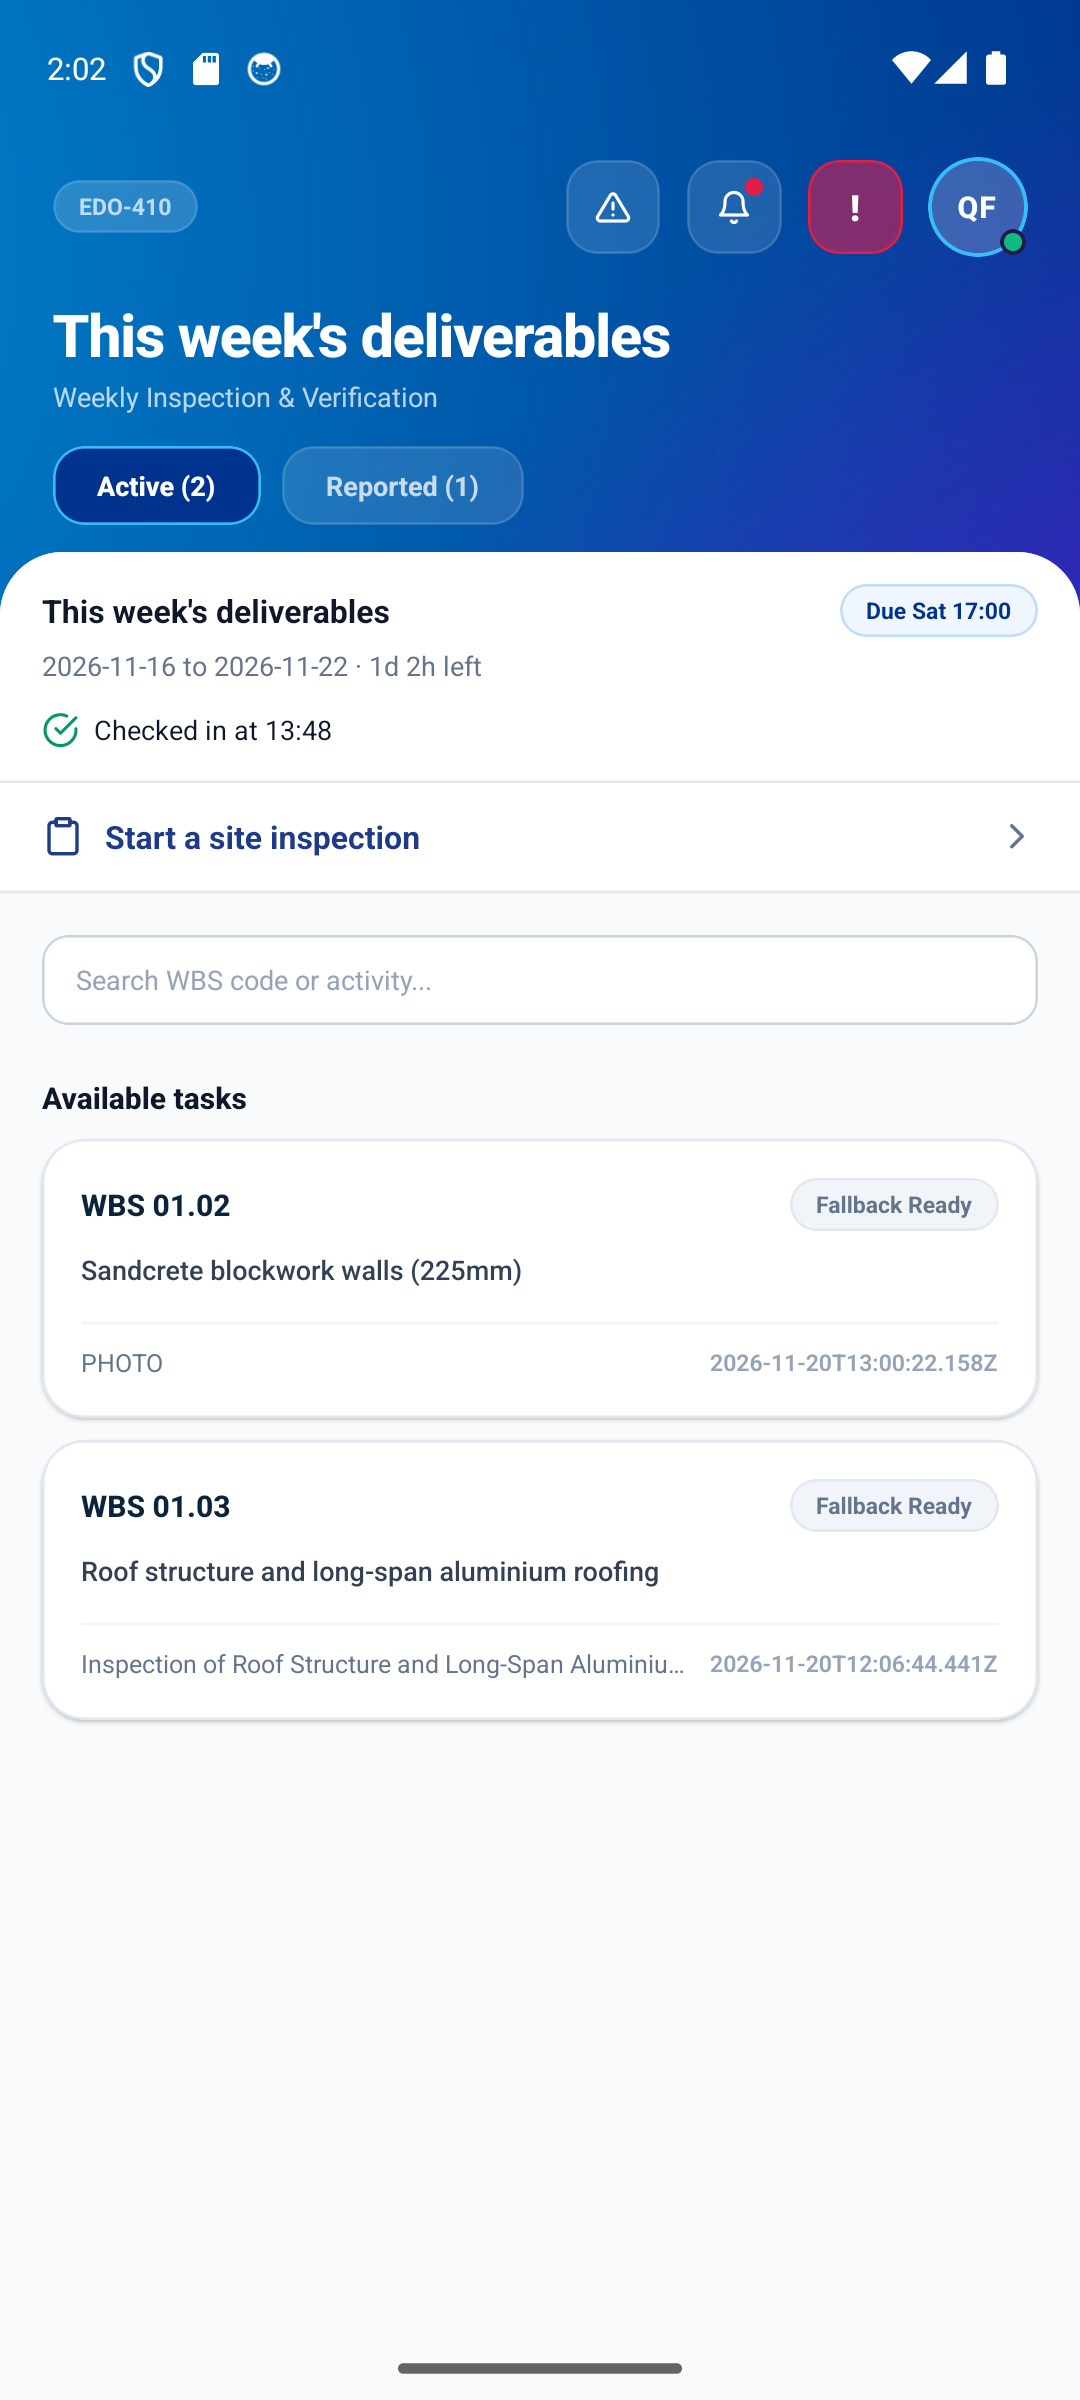 2:02
EDO-410
!
QF
This week's deliverables
Weekly Inspection & Verification
Active (2)
Reported (1)
This week's deliverables
Due Sat 17:00
2026-11-16 to 2026-11-22 · 1d 2h left
Checked in at 13:48
Start a site inspection
Search WBS code or activity...
Available tasks
WBS 01.02
Fallback Ready
Sandcrete blockwork walls (225mm)
PHOTO
2026-11-20T13:00:22.158Z
WBS 01.03
Fallback Ready
Roof structure and long-span aluminium roofing
Inspection of Roof Structure and Long-Span Aluminiu...
2026-11-20T12:06:44.441Z